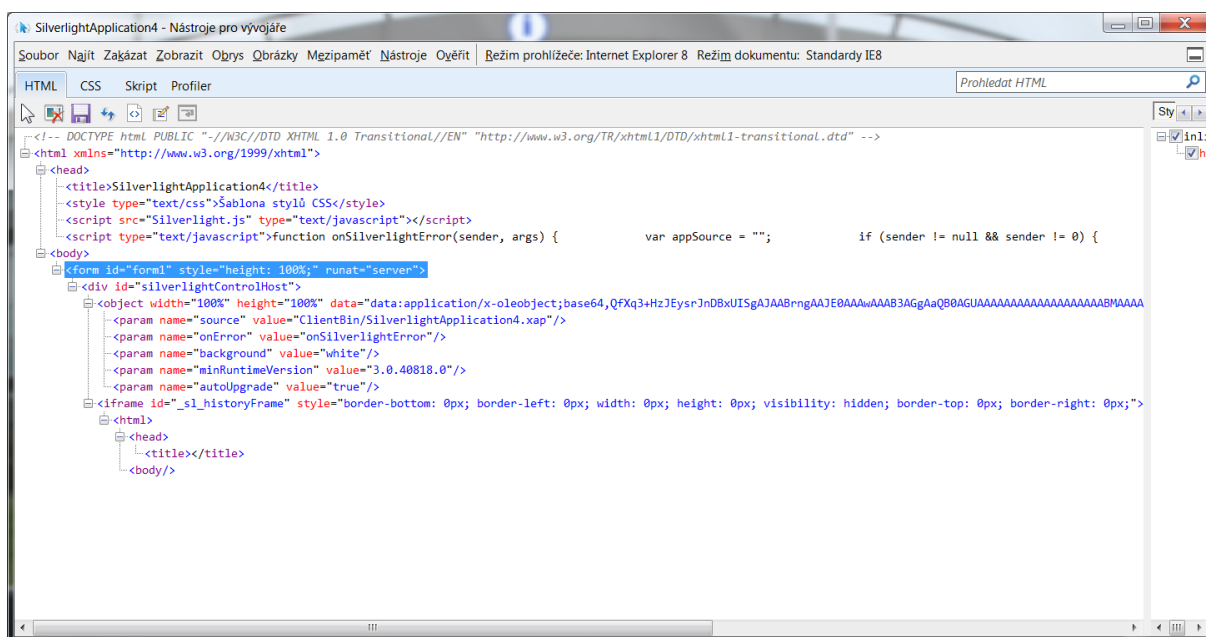 SilverlightApplication4 - Nástroje pro vývojáře
Soubor Najít Zakázat Zobrazit Obrys Obrázky Mezipaměť Nástroje Ověřit Režim prohlížeče: Internet Explorer 8 Režim dokumentu: Standardy IE8
HTML CSS Skript Profiler Prohledat HTML
Sty
<!-- DOCTYPE html PUBLIC "-//W3C//DTD XHTML 1.0 Transitional//EN" "http://www.w3.org/TR/xhtml1/DTD/xhtml1-transitional.dtd" -->
<html xmlns="http://www.w3.org/1999/xhtml">
<head>
<title>SilverlightApplication4</title>
<style type="text/css">Šablona stylů CSS</style>
<script src="Silverlight.js" type="text/javascript"></script>
<script type="text/javascript">function onSilverlightError(sender, args) { var appSource = ""; if (sender != null && sender != 0) {
<body>
<form id="form1" style="height: 100%;" runat="server">
<div id="silverlightControlHost">
<object width="100%" height="100%" data="data:application/x-oleobject;base64,QfXq3+HzJEysrJnDBxUISgAJAABrngAAJE0AAAwAAAB3AGgAaQB0AGUAAAAAAAAAAAAAAAAAAAAABMAAAA
<param name="source" value="ClientBin/SilverlightApplication4.xap"/>
<param name="onError" value="onSilverlightError"/>
<param name="background" value="white"/>
<param name="minRuntimeVersion" value="3.0.40818.0"/>
<param name="autoUpgrade" value="true"/>
<iframe id="_sl_historyFrame" style="border-bottom: 0px; border-left: 0px; width: 0px; height: 0px; visibility: hidden; border-top: 0px; border-right: 0px;">
<html>
<head>
<title></title>
<body/>